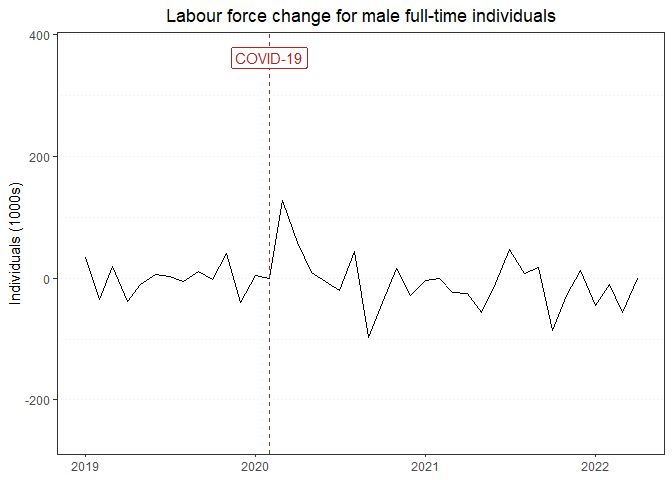 Labour force change for male full-time individuals
400
COVID-19
200
Individuals (1000s)
0
-200
2019 2020 2021 2022